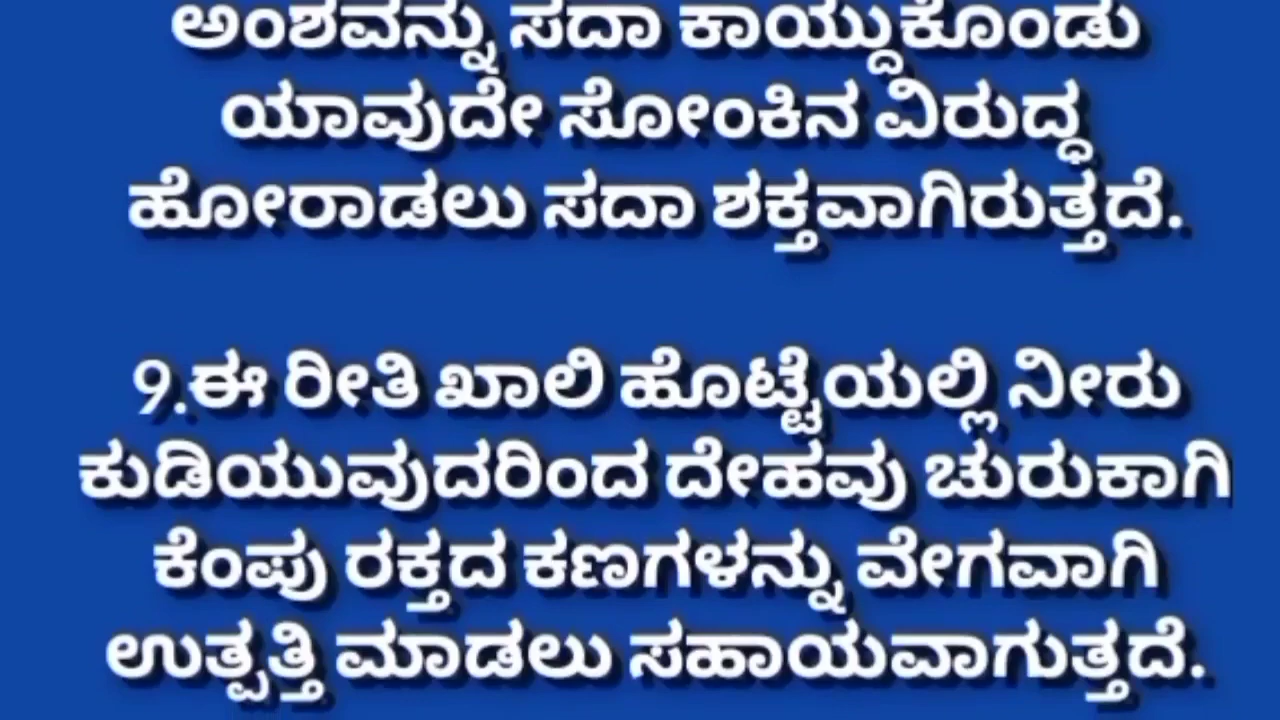 ಅಂಶವನ್ನು ಸದಾ ಕಾಯ್ದುಕೊಂಡು
ಯಾವುದೇ ಸೋಂಕಿನ ವಿರುದ್ಧ
ಹೋರಾಡಲು ಸದಾ ಶಕ್ತವಾಗಿರುತ್ತದೆ.
9.ಈ ರೀತಿ ಖಾಲಿ ಹೊಟ್ಟೆಯಲ್ಲಿ ನೀರು
ಕುಡಿಯುವುದರಿಂದ ದೇಹವು ಚುರುಕಾಗಿ
ಕೆಂಪು ರಕ್ತದ ಕಣಗಳನ್ನು ವೇಗವಾಗಿ
ಉತ್ಪತ್ತಿ ಮಾಡಲು ಸಹಾಯವಾಗುತ್ತದೆ.